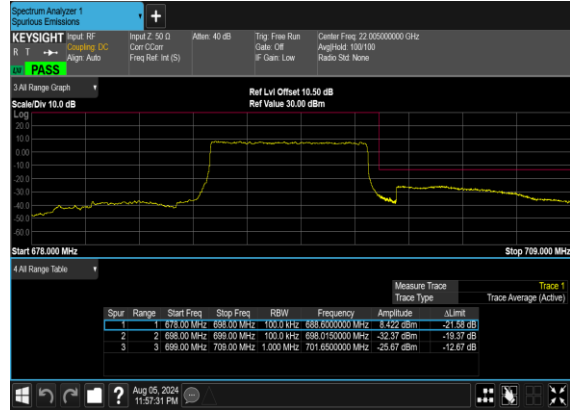 Spectrum Analyzer 1
Spurious Emissions
+
KEYSIGHT Input: RF Input Z: 50 Ω Atten: 40 dB Trig: Free Run Center Freq: 22.005000000 GHz
R T Coupling: DC Corr CCorr Gate: Off Avg|Hold: 100/100
Align: Auto Freq Ref: Int (S) IF Gain: Low Radio Std: None
PASS
3 All Range Graph
Ref Lvl Offset 10.50 dB
Scale/Div 10.0 dB Ref Value 30.00 dBm
Log
20.0
10.0
0.00
-10.0
-20.0
-30.0
-40.0
-50.0
-60.0
Start 678.000 MHz Stop 709.000 MHz
4 All Range Table
Measure Trace Trace 1
Trace Type Trace Average (Active)
Spur Range Start Freq Stop Freq RBW Frequency Amplitude ΔLimit
1 1 678.00 MHz 698.00 MHz 100.0 kHz 688.6000000 MHz 8.422 dBm -21.58 dB
2 2 698.00 MHz 699.00 MHz 100.0 kHz 698.0150000 MHz -32.37 dBm -19.37 dB
3 3 699.00 MHz 709.00 MHz 1.000 MHz 701.6500000 MHz -25.67 dBm -12.67 dB
? Aug 05, 2024
11:57:31 PM